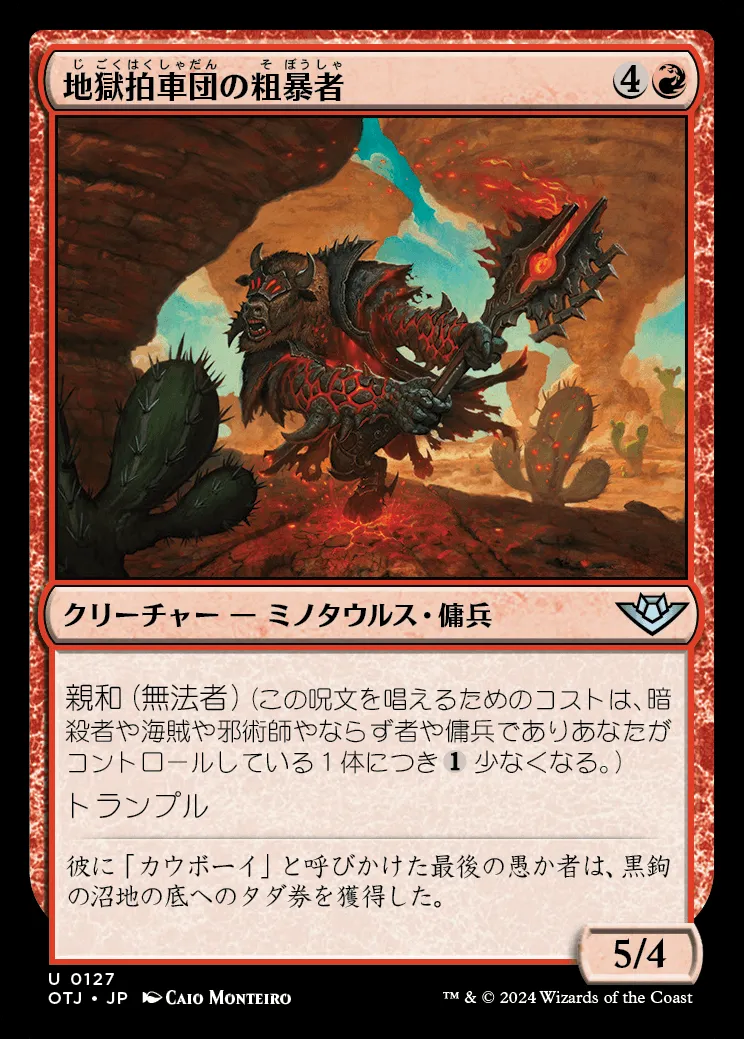 じごくはくしゃだん そぼうしゃ
地獄拍車団の粗暴者 4
クリーチャー — ミノタウルス・傭兵
親和(無法者)(この呪文を唱えるためのコストは、暗
殺者や海賊や邪術師やならず者や傭兵でありあなたが
コントロールしている1体につき 1 少なくなる。)
トランプル
彼に「カウボーイ」と呼びかけた最後の愚か者は、黒鉤
の沼地の底へのタダ券を獲得した。
5/4
U 0127
OTJ • JP Caio Monteiro
™ & © 2024 Wizards of the Coast